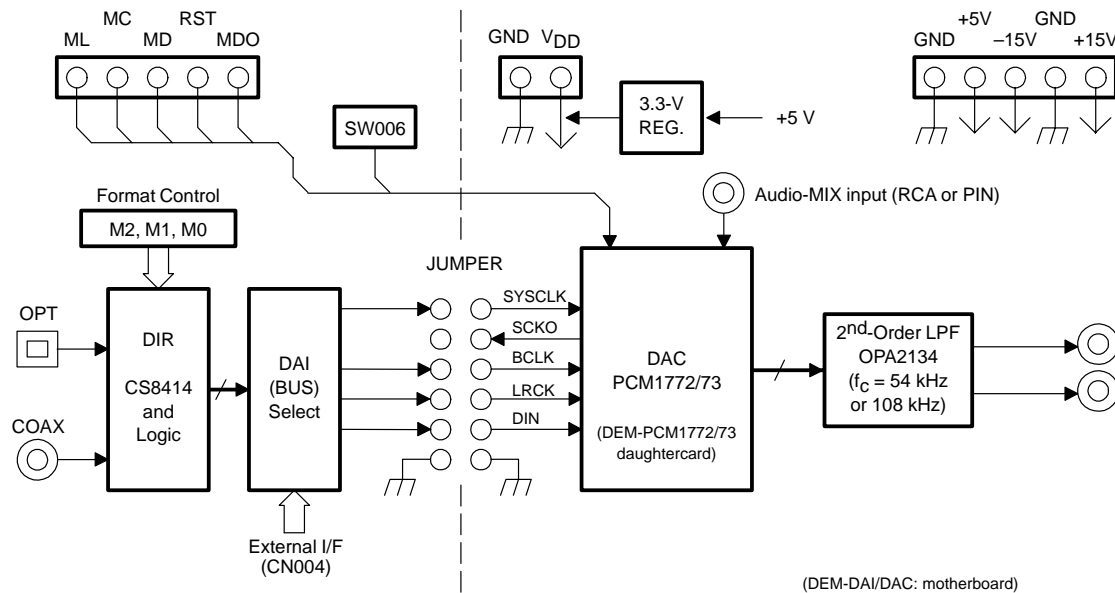 MC RST
ML MD MDO
GND VDD
+5V GND
GND –15V +15V
SW006
3.3-V
REG.
+5 V
Format Control
M2, M1, M0
Audio-MIX input (RCA or PIN)
JUMPER
OPT
COAX
DIR
CS8414
and
Logic
DAI
(BUS)
Select
SYSCLK
SCKO
BCLK
LRCK
DIN
DAC
PCM1772/73
(DEM-PCM1772/73
daughtercard)
2nd-Order LPF
OPA2134
(fC = 54 kHz
or 108 kHz)
External I/F
(CN004)
(DEM-DAI/DAC: motherboard)